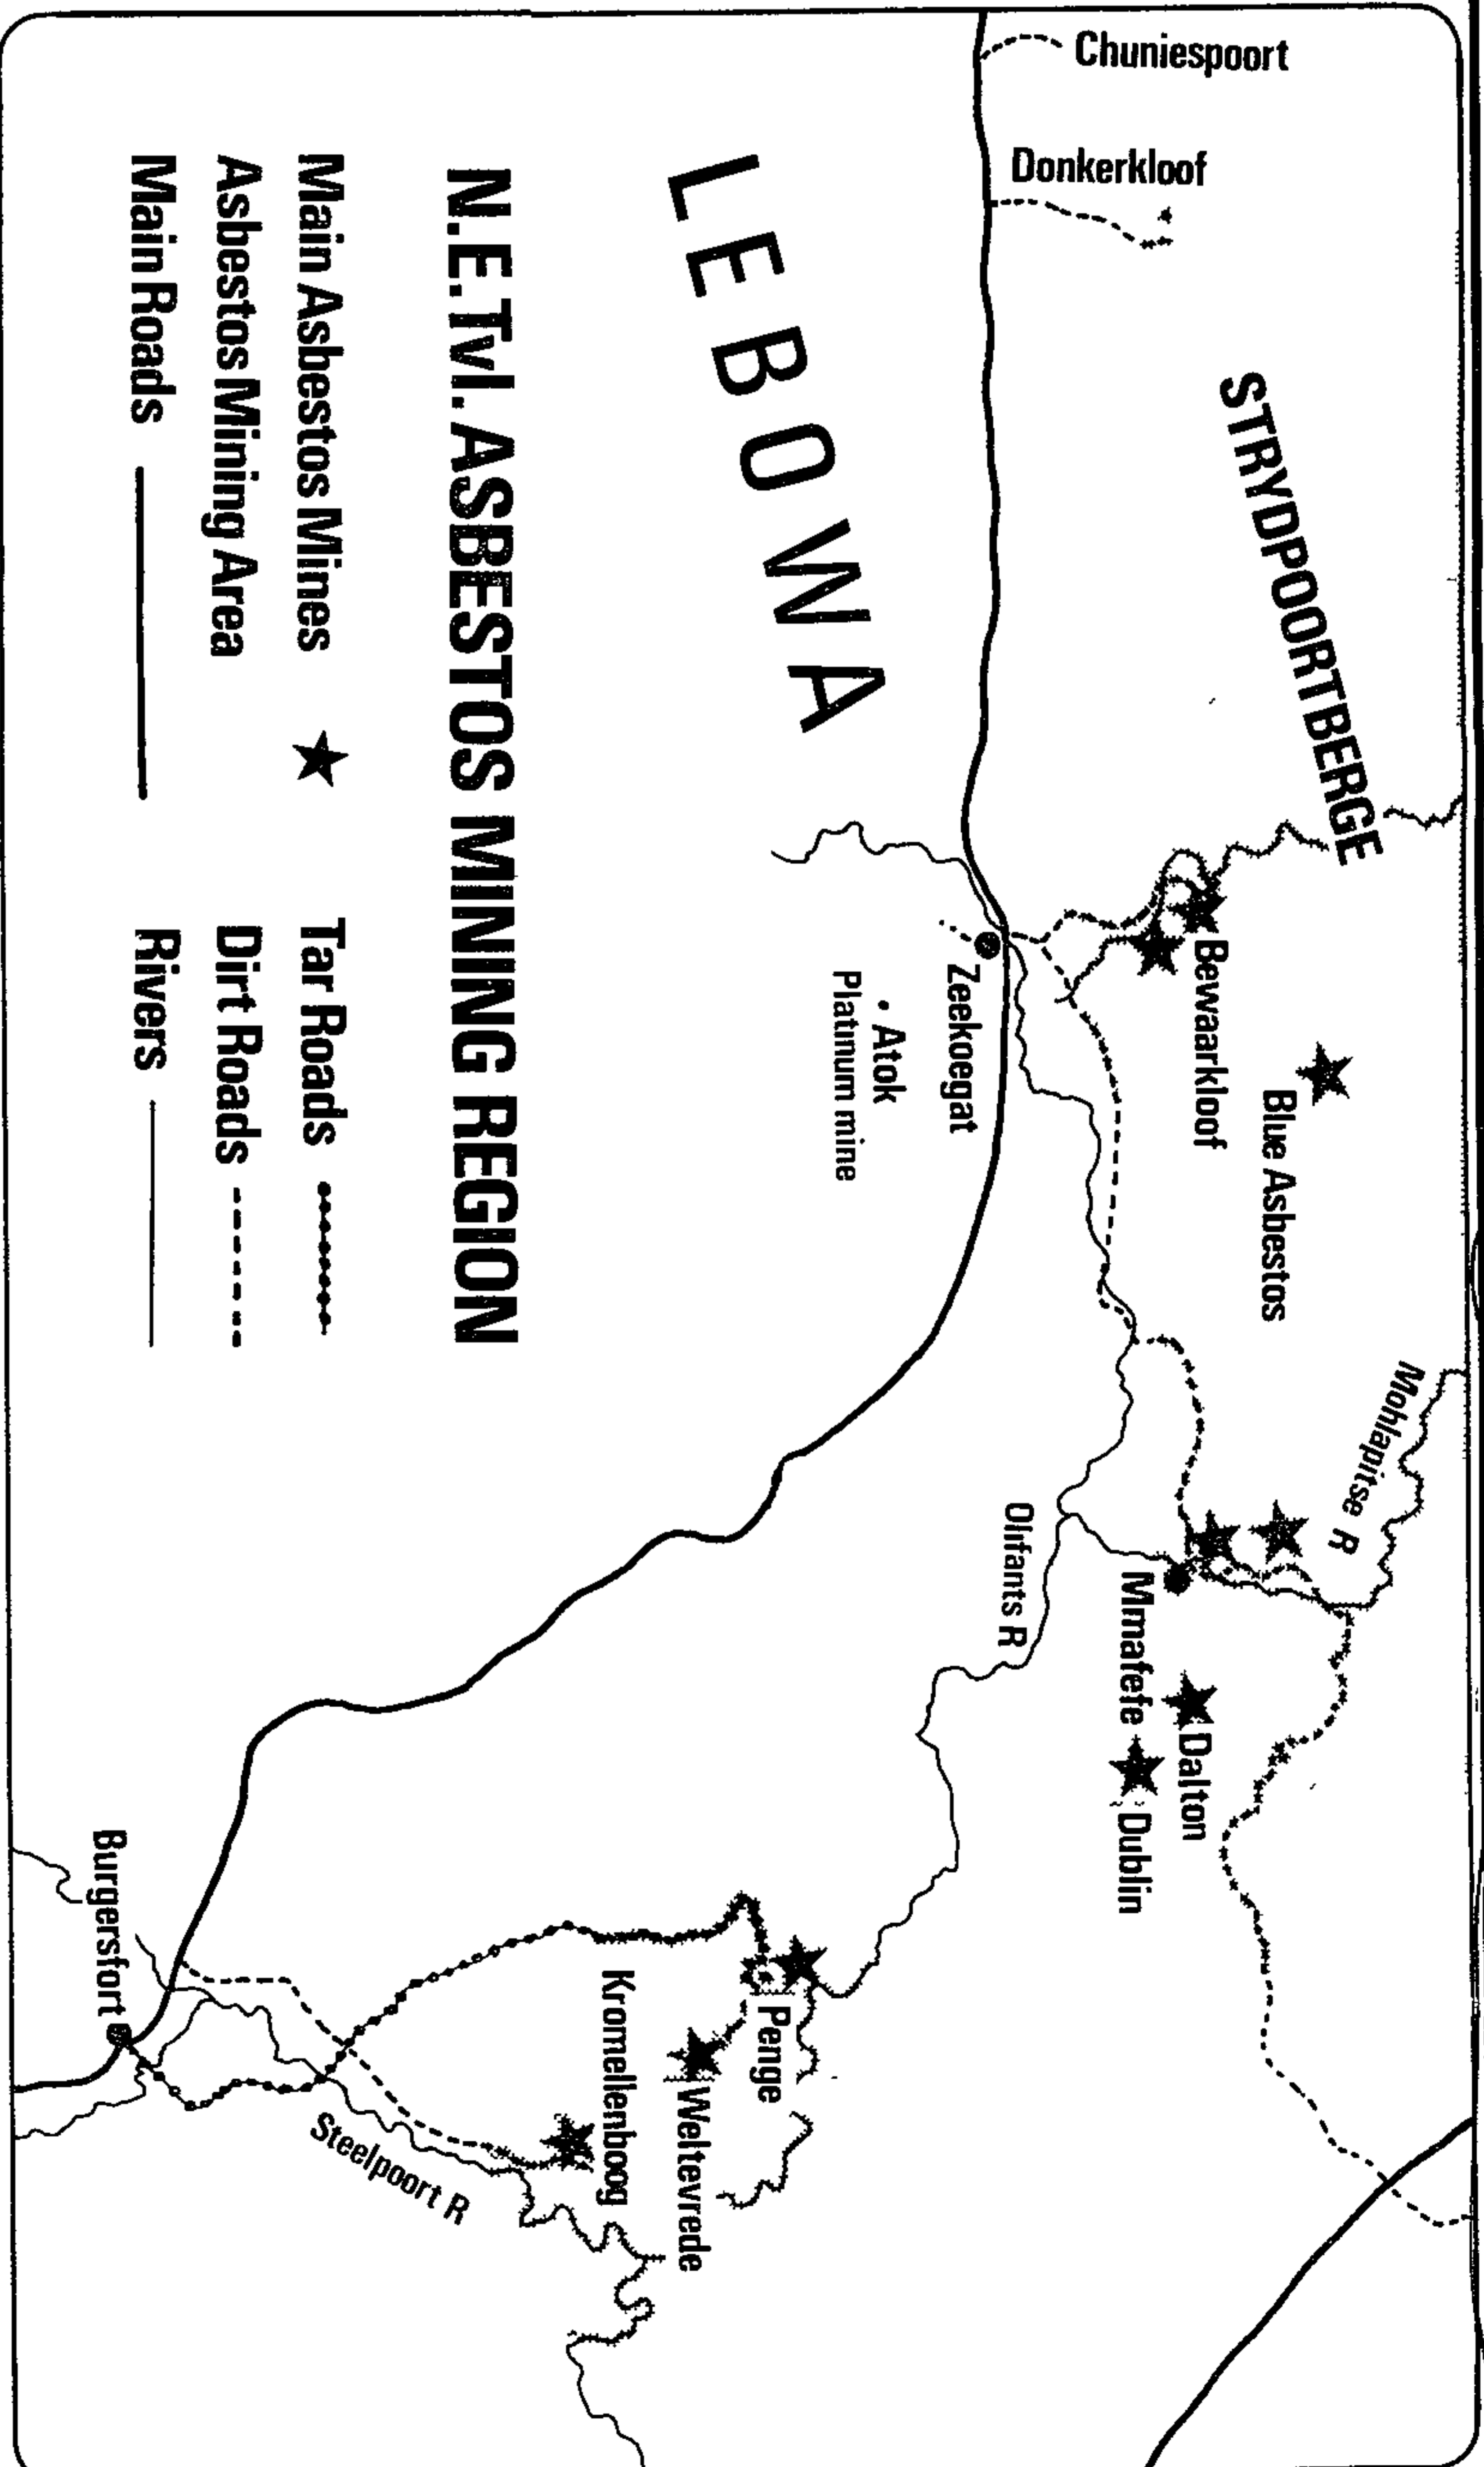 Chuniespoort
Donkerkloof
STRYDPOORTBERGE
LEBOWA
Bewaarkloof
Blue Asbestos
Zeekoegat
Atok
Platinum mine
Mohlapitse R
Olifants R
Mmafefe
Dalton
Dublin
Penge
Weltevrede
Kromellenboog
Steelpoort R
Burgersfort
N.E.Tvl. ASBESTOS MINING REGION
Main Asbestos Mines
Asbestos Mining Area
Main Roads
Tar Roads
Dirt Roads
Rivers